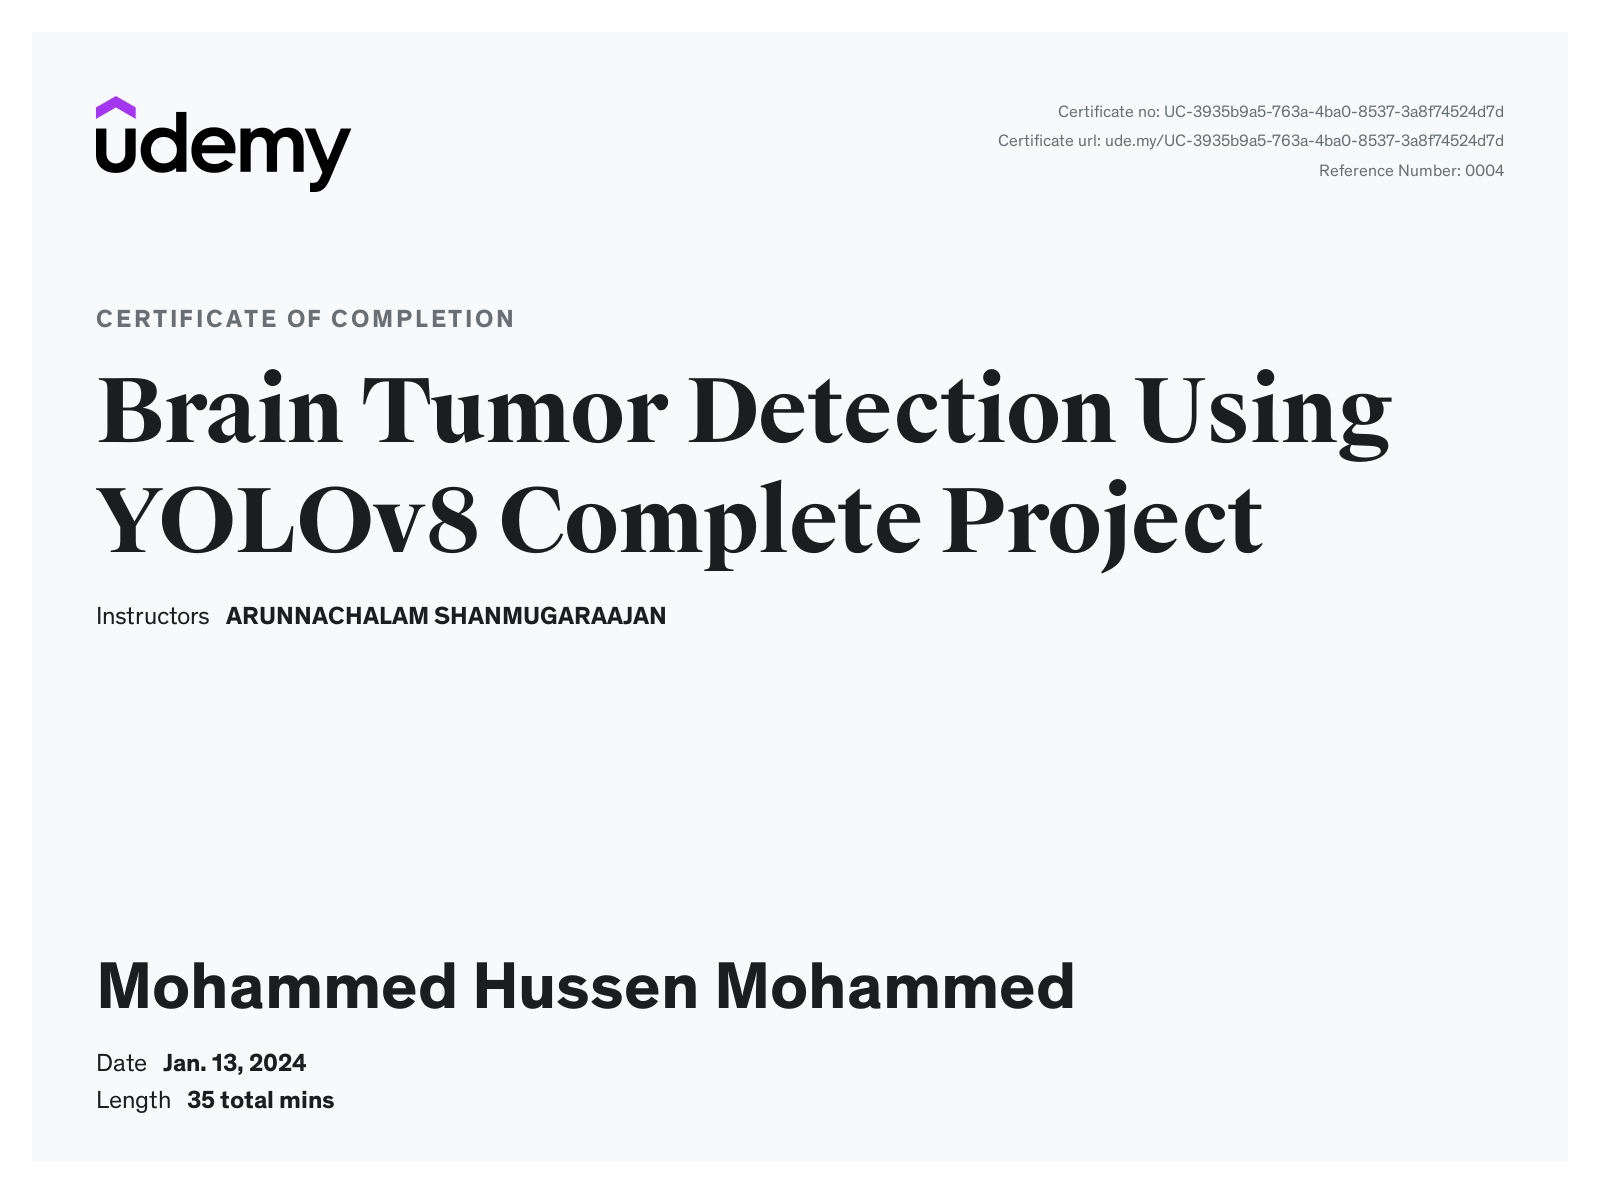 udemy
Certificate no: UC-3935b9a5-763a-4ba0-8537-3a8f74524d7d
Certificate url: ude.my/UC-3935b9a5-763a-4ba0-8537-3a8f74524d7d
Reference Number: 0004
CERTIFICATE OF COMPLETION
Brain Tumor Detection Using
YOLOv8 Complete Project
Instructors ARUNNACHALAM SHANMUGARAAJAN
Mohammed Hussen Mohammed
Date Jan. 13, 2024
Length 35 total mins